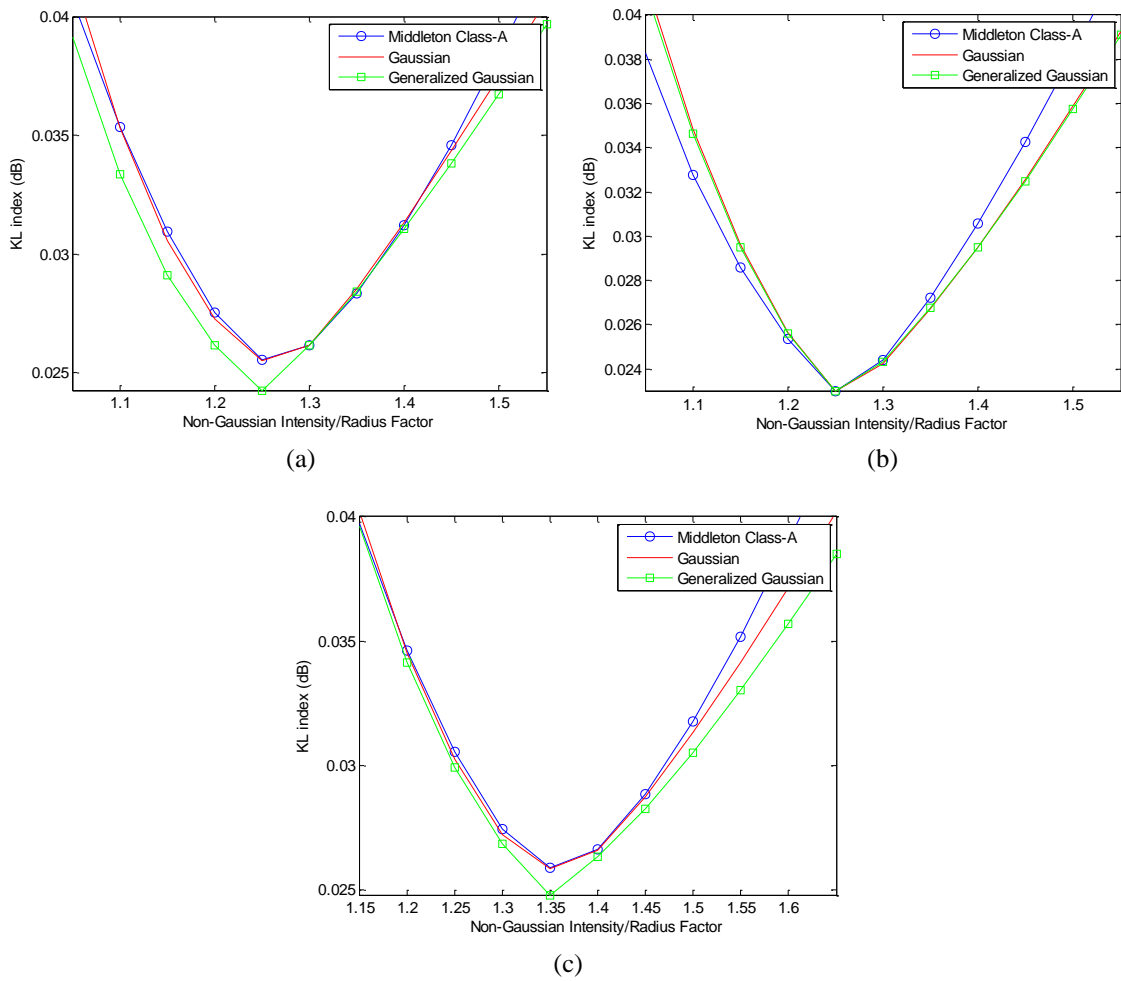 0.04
0.035
0.03
0.025
KL index (dB)
Middleton Class-A
Gaussian
Generalized Gaussian
1.1
1.2
1.3
1.4
1.5
Non-Gaussian Intensity/Radius Factor
(a)
0.04
0.038
0.036
0.034
0.032
0.03
0.028
0.026
0.024
KL index (dB)
Middleton Class-A
Gaussian
Generalized Gaussian
1.1
1.2
1.3
1.4
1.5
Non-Gaussian Intensity/Radius Factor
(b)
0.04
0.035
0.03
0.025
KL index (dB)
Middleton Class-A
Gaussian
Generalized Gaussian
1.15
1.2
1.25
1.3
1.35
1.4
1.45
1.5
1.55
1.6
Non-Gaussian Intensity/Radius Factor
(c)